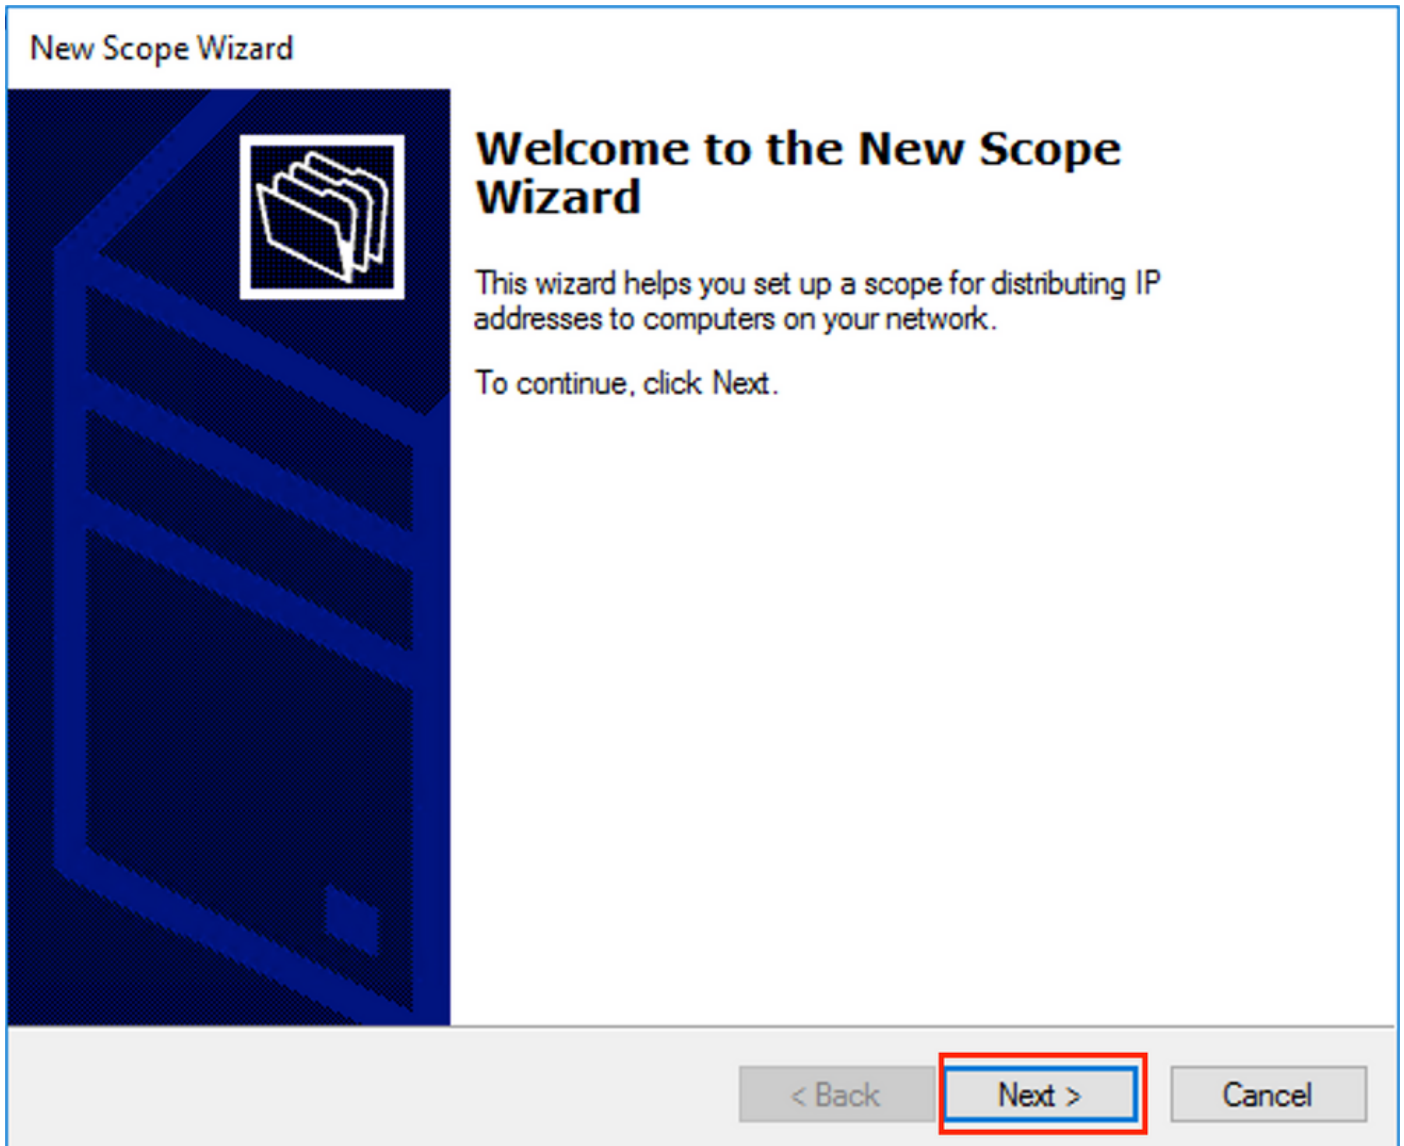 New Scope Wizard
Welcome to the New Scope
Wizard
This wizard helps you set up a scope for distributing IP
addresses to computers on your network.
To continue, click Next.
< Back
Next >
Cancel